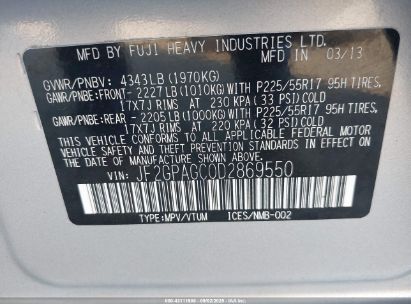 MFD BY FUJI HEAVY INDUSTRIES LTD. IN 03/13
GVWR/PNBV: 4343LB (1970KG)
GAWR/PNBE:FRONT- 2227LB (1010KG) WITH P225/55R17 95H TIRES,
17X7J RIMS AT 230 KPA (33 PSI) COLD
GAWR/PNBE:REAR - 2205LB (1000KG) WITH P225/55R17 95H TIRES,
17X7J RIMS AT 220 KPA (32 PSI) COLD
THIS VEHICLE CONFORMS TO ALL APPLICABLE FEDERAL MOTOR
VEHICLE SAFETY AND THEFT PREVENTION STANDARDS IN EFFECT ON
THE DATE OF MANUFACTURE SHOWN ABOVE.
VIN: JF2GPAGC0D2869550
TYPE:MPV/VTUM ICES/NMB-002